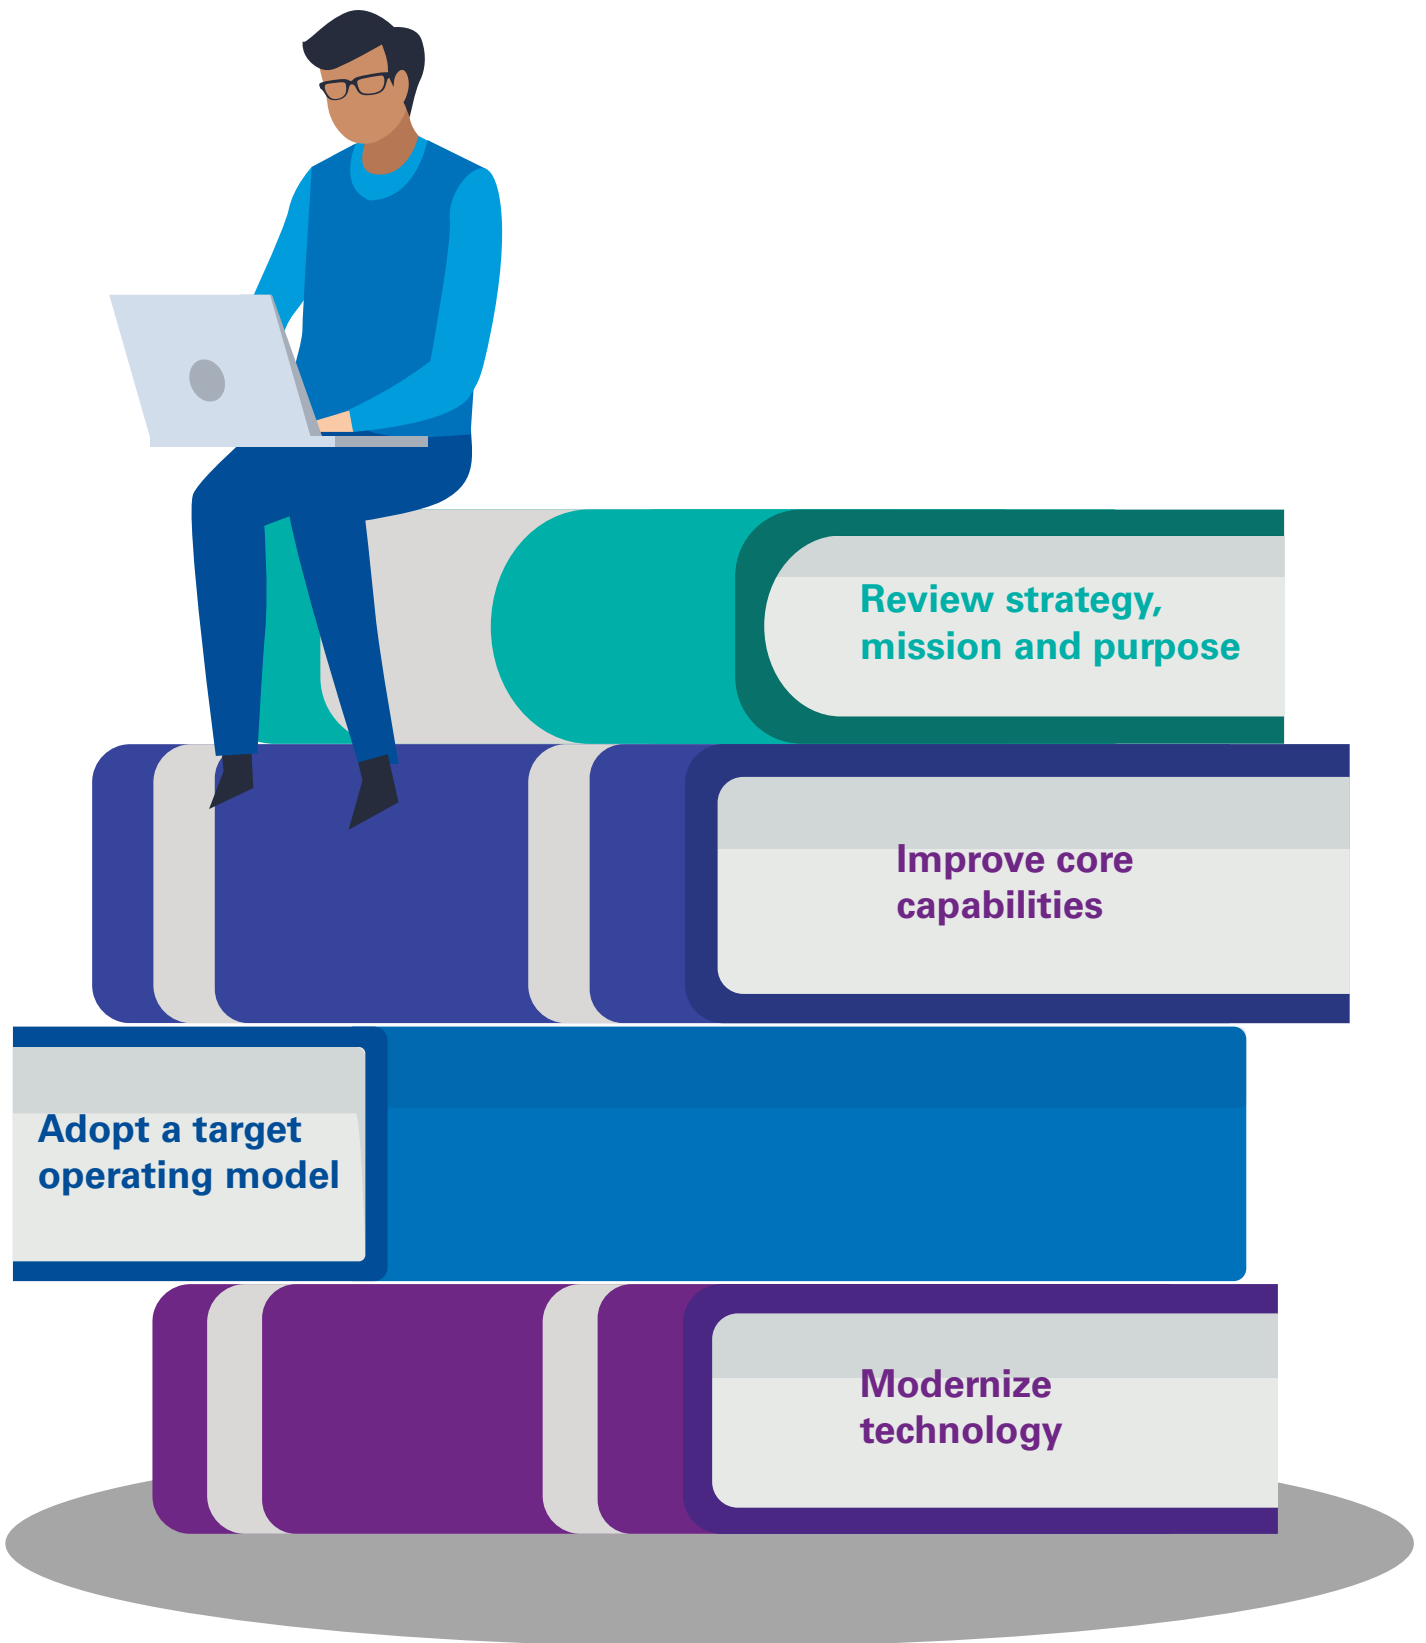 Review strategy,
mission and purpose
Improve core
capabilities
Adopt a target
operating model
Modernize
technology